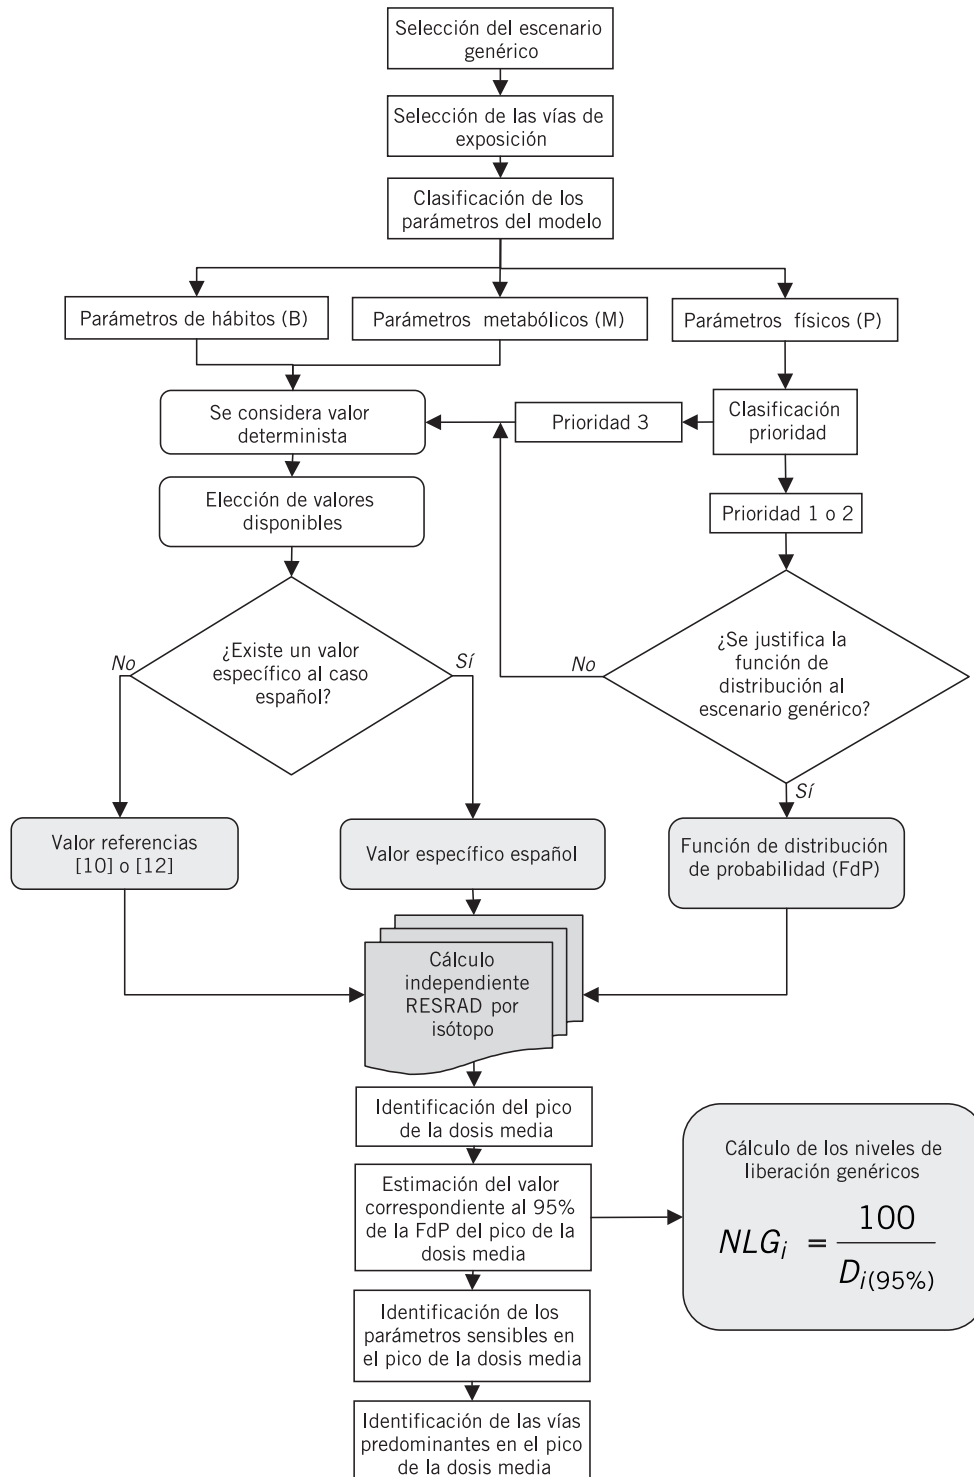 Selección del escenario
genérico
Selección de las vías de
exposición
Clasificación de los
parámetros del modelo
Parámetros de hábitos (B)
Parámetros metabólicos (M)
Parámetros físicos (P)
Se considera valor
determinista
Prioridad 3
Clasificación
prioridad
Elección de valores
disponibles
Prioridad 1 o 2
¿Existe un valor
específico al caso
español?
No
Sí
¿Se justifica la
función de
distribución al
escenario genérico?
No
Sí
Valor referencias
[10] o [12]
Valor específico español
Función de distribución
de probabilidad (FdP)
Cálculo
independiente
RESRAD por
isótopo
Identificación del pico
de la dosis media
Estimación del valor
correspondiente al 95%
de la FdP del pico de la
dosis media
Cálculo de los niveles de
liberación genéricos
NLG_i = 100 / D_i(95%)
Identificación de los
parámetros sensibles en
el pico de la dosis media
Identificación de las vías
predominantes en el pico
de la dosis media